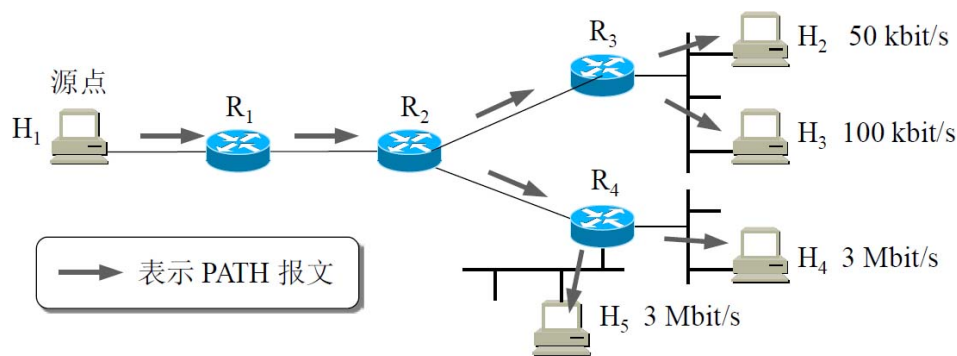 源点
H₁
R₁
R₂
R₃
R₄
H₂ 50 kbit/s
H₃ 100 kbit/s
H₄ 3 Mbit/s
H₅ 3 Mbit/s
表示 PATH 报文